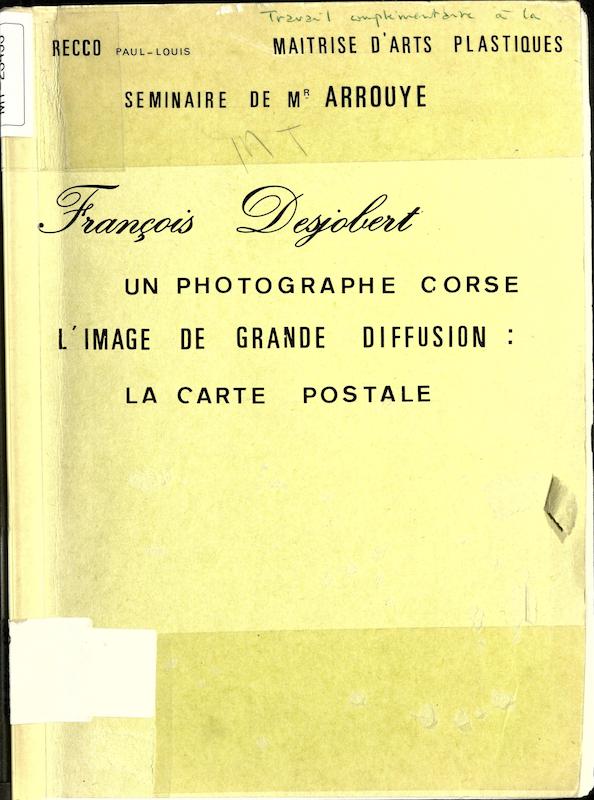 Travail complémentaire à la
RECCO PAUL-LOUIS MAITRISE D'ARTS PLASTIQUES
SEMINAIRE DE MR ARROUYE
MT
François Desjobert
UN PHOTOGRAPHE CORSE
L'IMAGE DE GRANDE DIFFUSION :
LA CARTE POSTALE